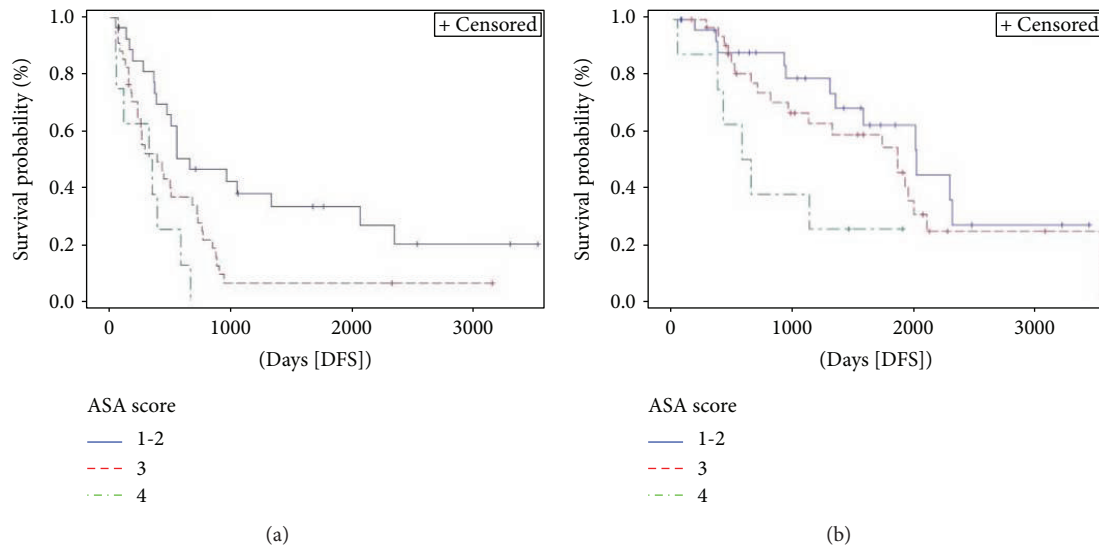 + Censored
1.0
0.8
0.6
0.4
0.2
0.0
Survival probability (%)
0
1000
2000
3000
(Days [DFS])
ASA score
1-2
3
4
(a)
+ Censored
1.0
0.8
0.6
0.4
0.2
0.0
Survival probability (%)
0
1000
2000
3000
(Days [DFS])
ASA score
1-2
3
4
(b)